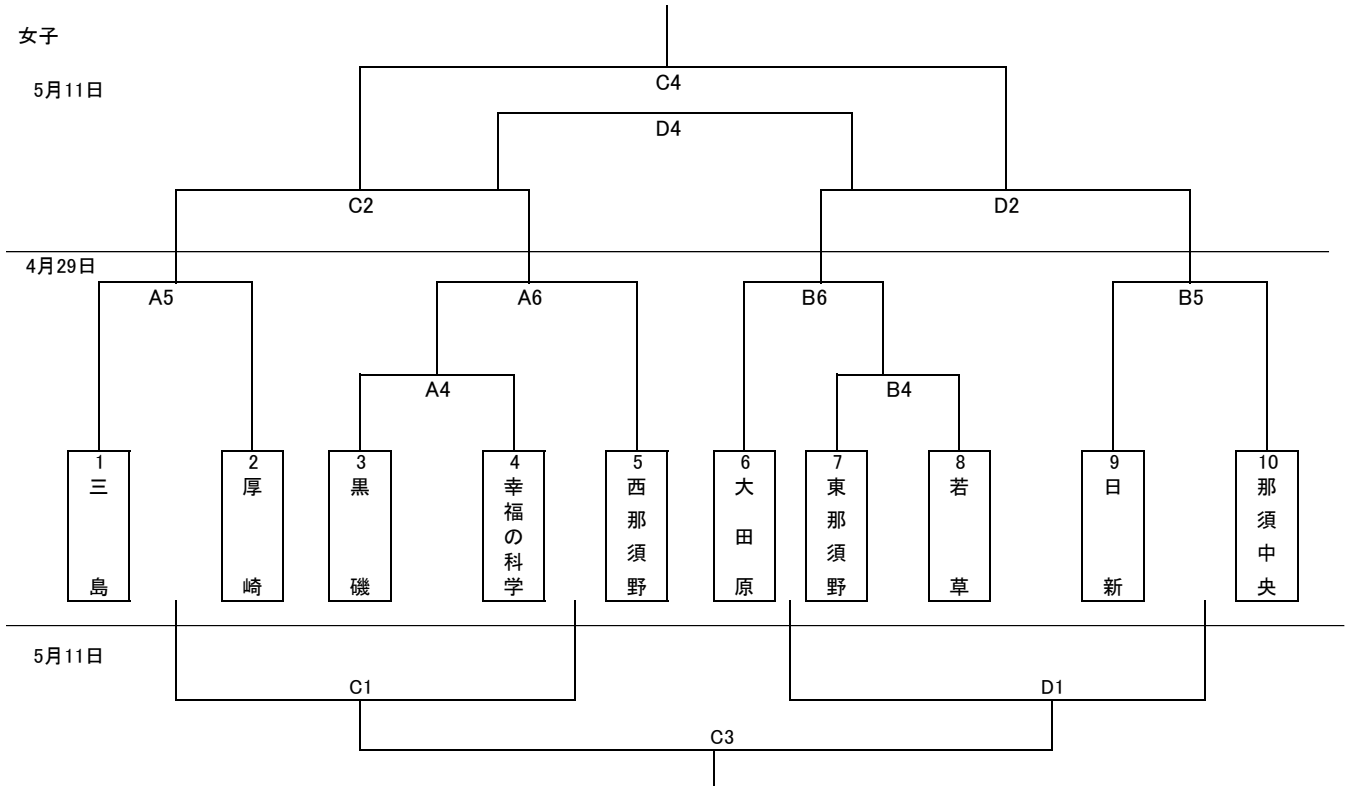 女子
5月11日
C4
D4
C2
D2
4月29日
A5
A6
B6
B5
A4
B4
1
三島
2
厚崎
3
黒磯
4
幸福の科学
5
西那須野
6
大田原
7
東那須野
8
若草
9
日新
10
那須中央
5月11日
C1
D1
C3